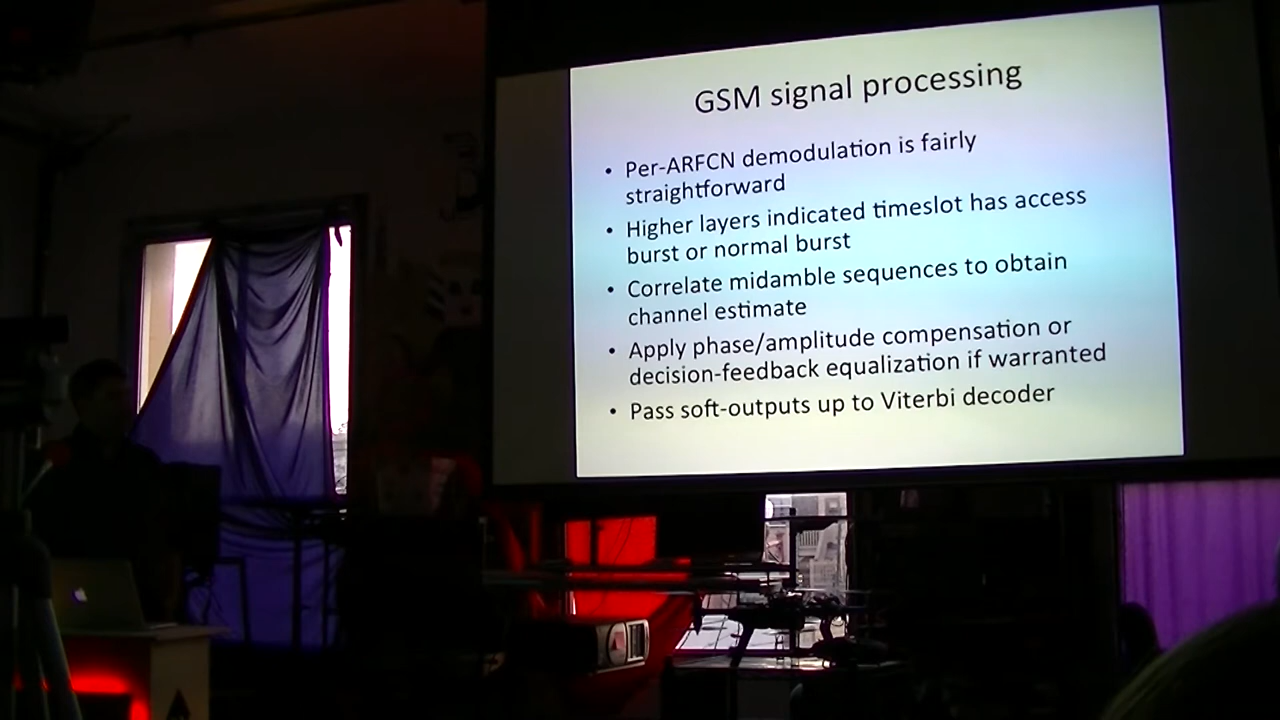 GSM signal processing
• Per-ARFCN demodulation is fairly
straightforward
• Higher layers indicated timeslot has access
burst or normal burst
• Correlate midamble sequences to obtain
channel estimate
• Apply phase/amplitude compensation or
decision-feedback equalization if warranted
• Pass soft-outputs up to Viterbi decoder